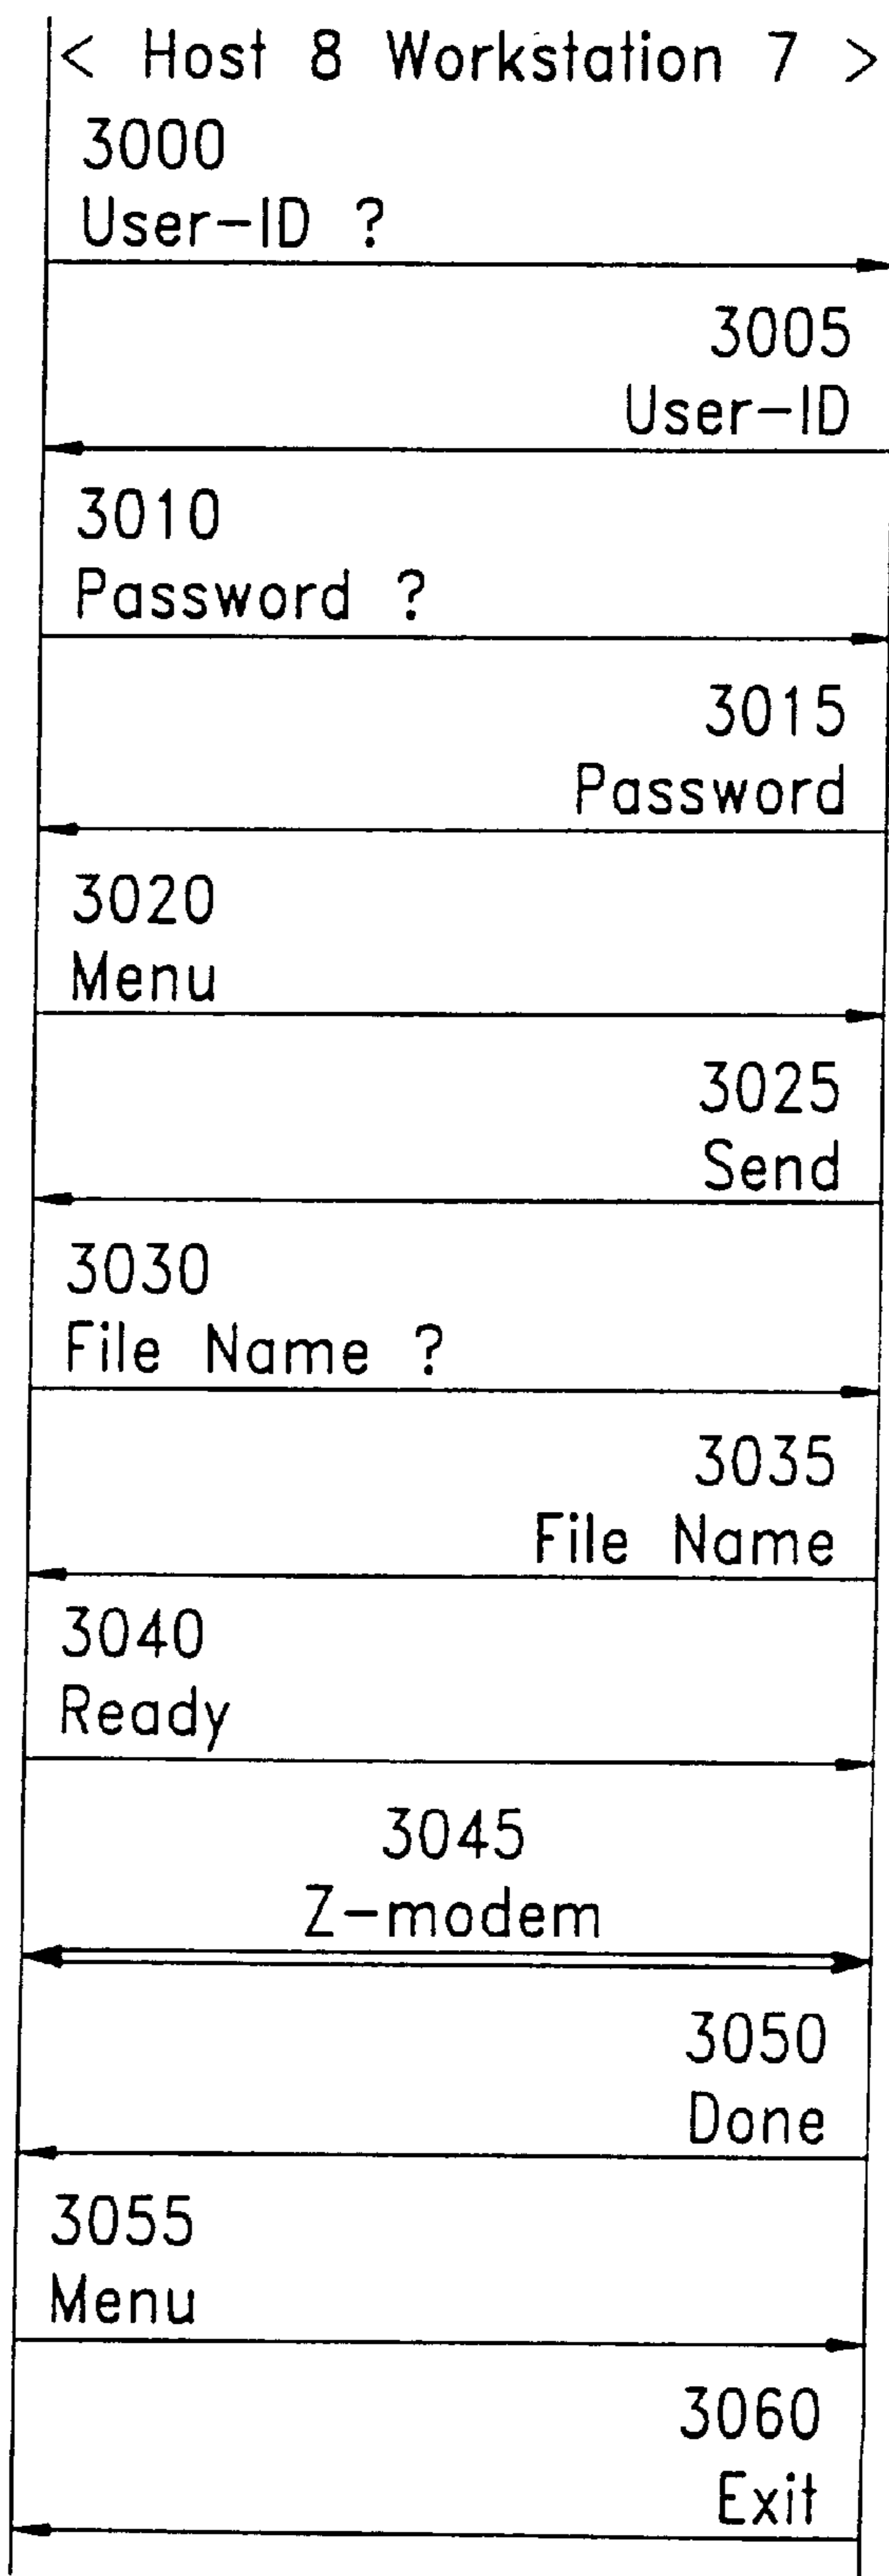 < Host 8 Workstation 7 >
3000
User-ID ?
3005
User-ID
3010
Password ?
3015
Password
3020
Menu
3025
Send
3030
File Name ?
3035
File Name
3040
Ready
3045
Z-modem
3050
Done
3055
Menu
3060
Exit